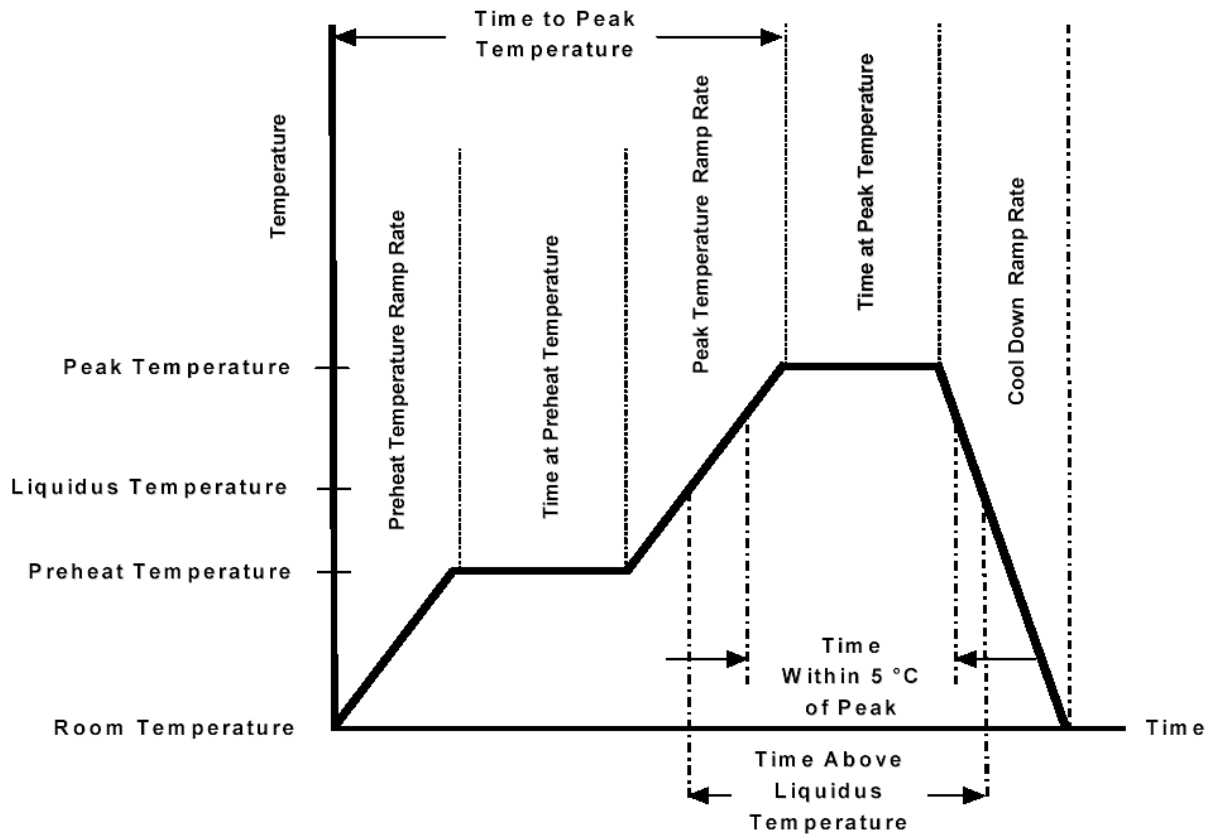 Time to Peak
Temperature
Temperature
Preheat Temperature Ramp Rate
Time at Preheat Temperature
Peak Temperature Ramp Rate
Time at Peak Temperature
Cool Down Ramp Rate
Peak Temperature
Liquidus Temperature
Preheat Temperature
Room Temperature
Time
Within 5 °C
of Peak
Time
Time Above
Liquidus
Temperature